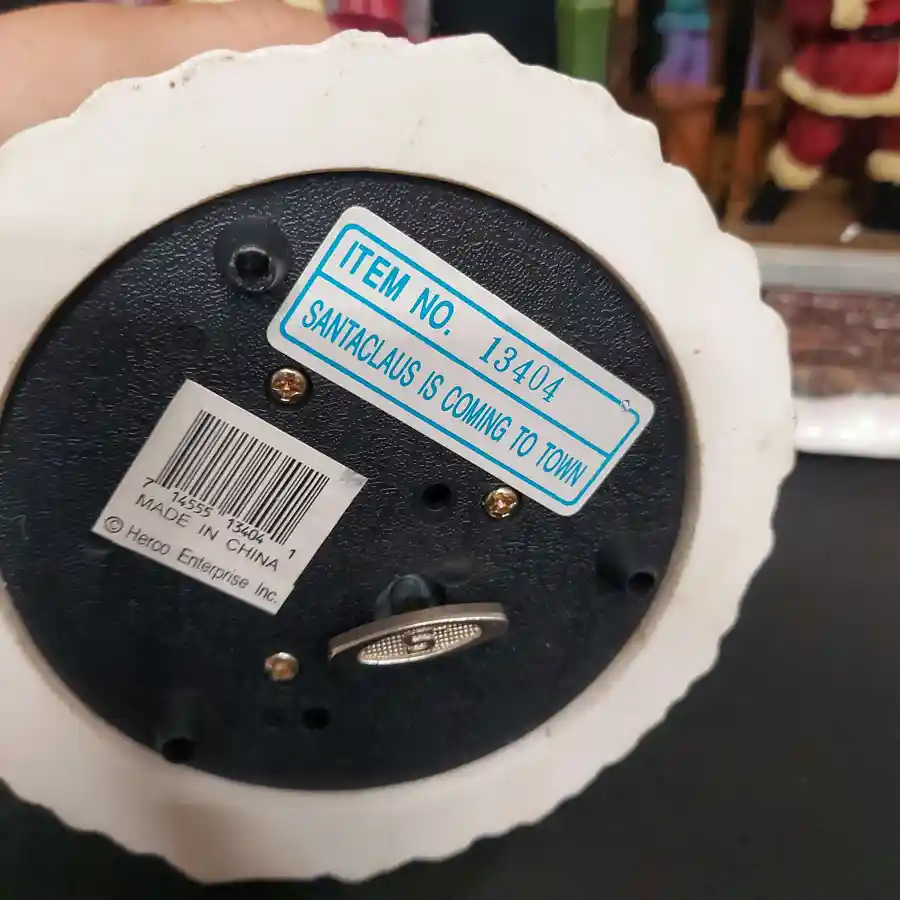 ITEM NO. 13404
SANTACLAUS IS COMING TO TOWN
7 14555 13404 1
MADE IN CHINA
© Herco Enterprise Inc.
S